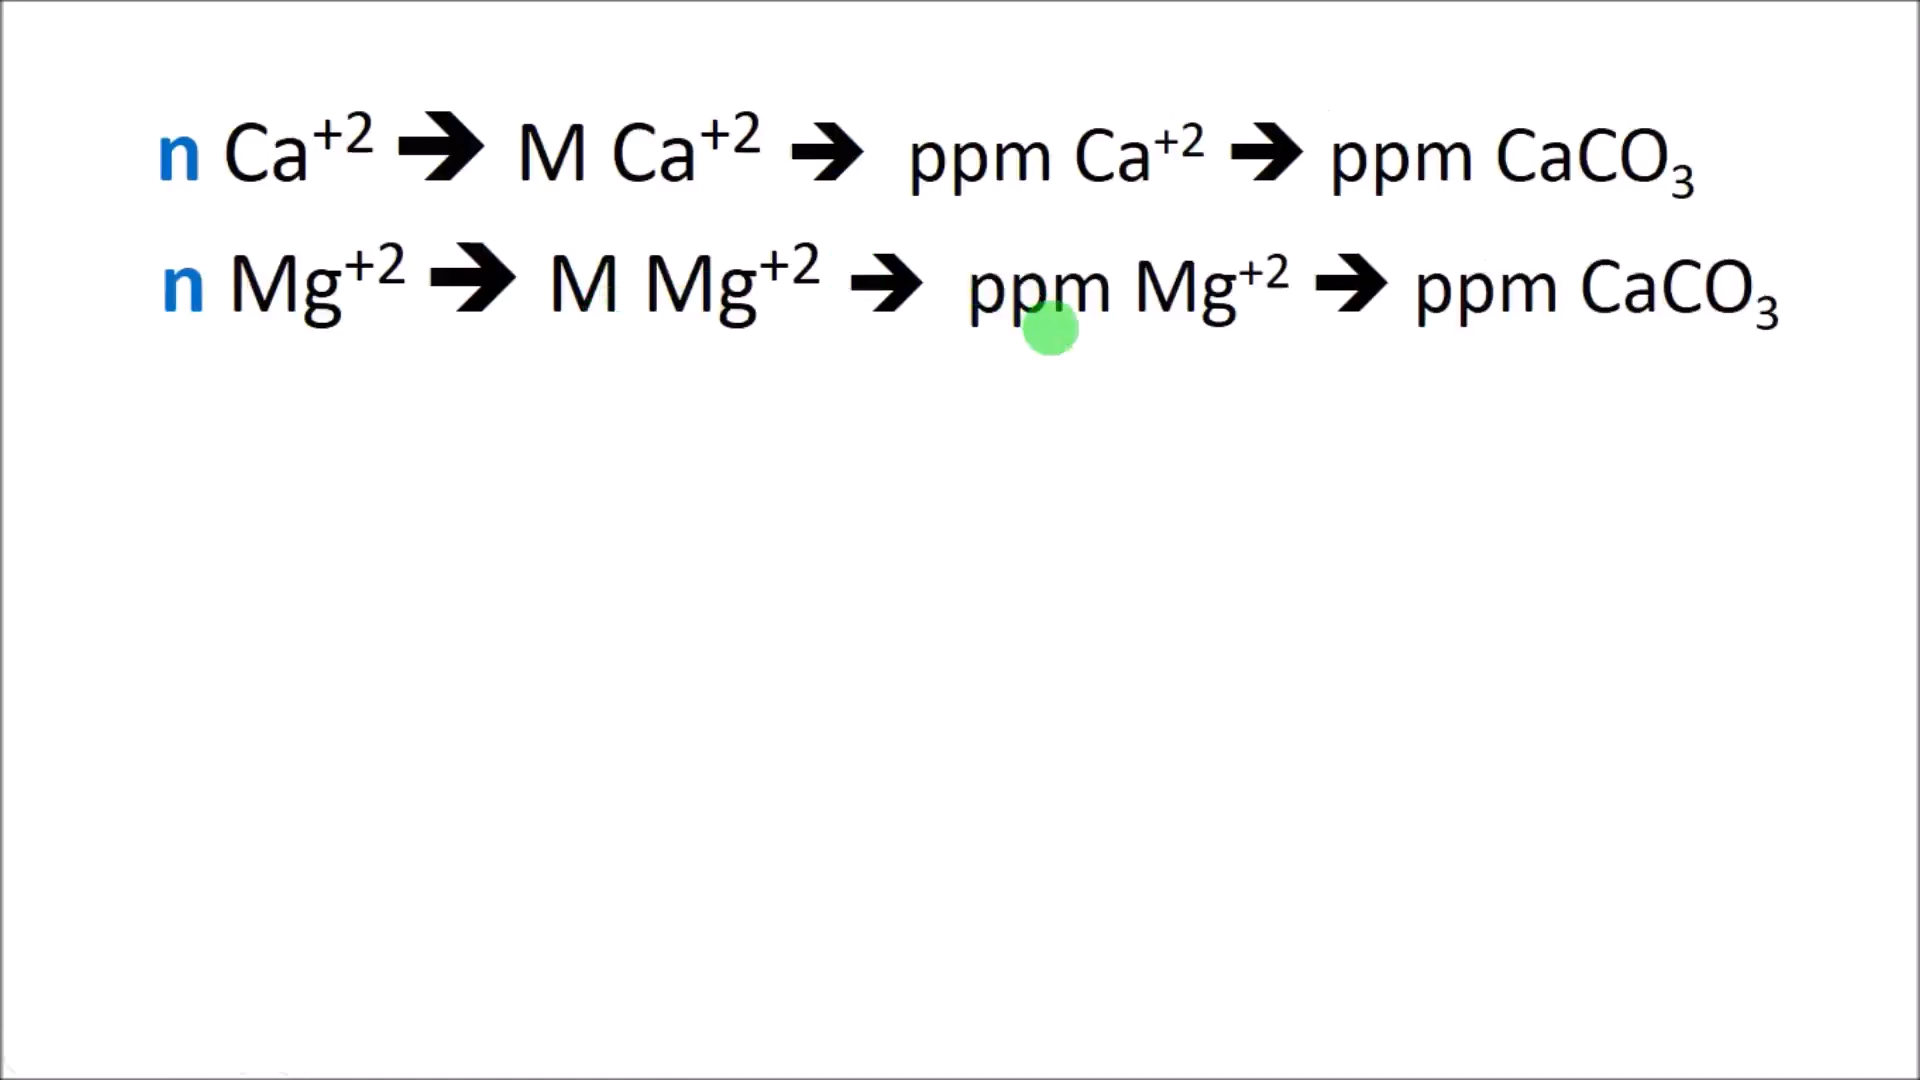 n Ca⁺² ➔ M Ca⁺² ➔ ppm Ca⁺² ➔ ppm CaCO₃
n Mg⁺² ➔ M Mg⁺² ➔ ppm Mg⁺² ➔ ppm CaCO₃